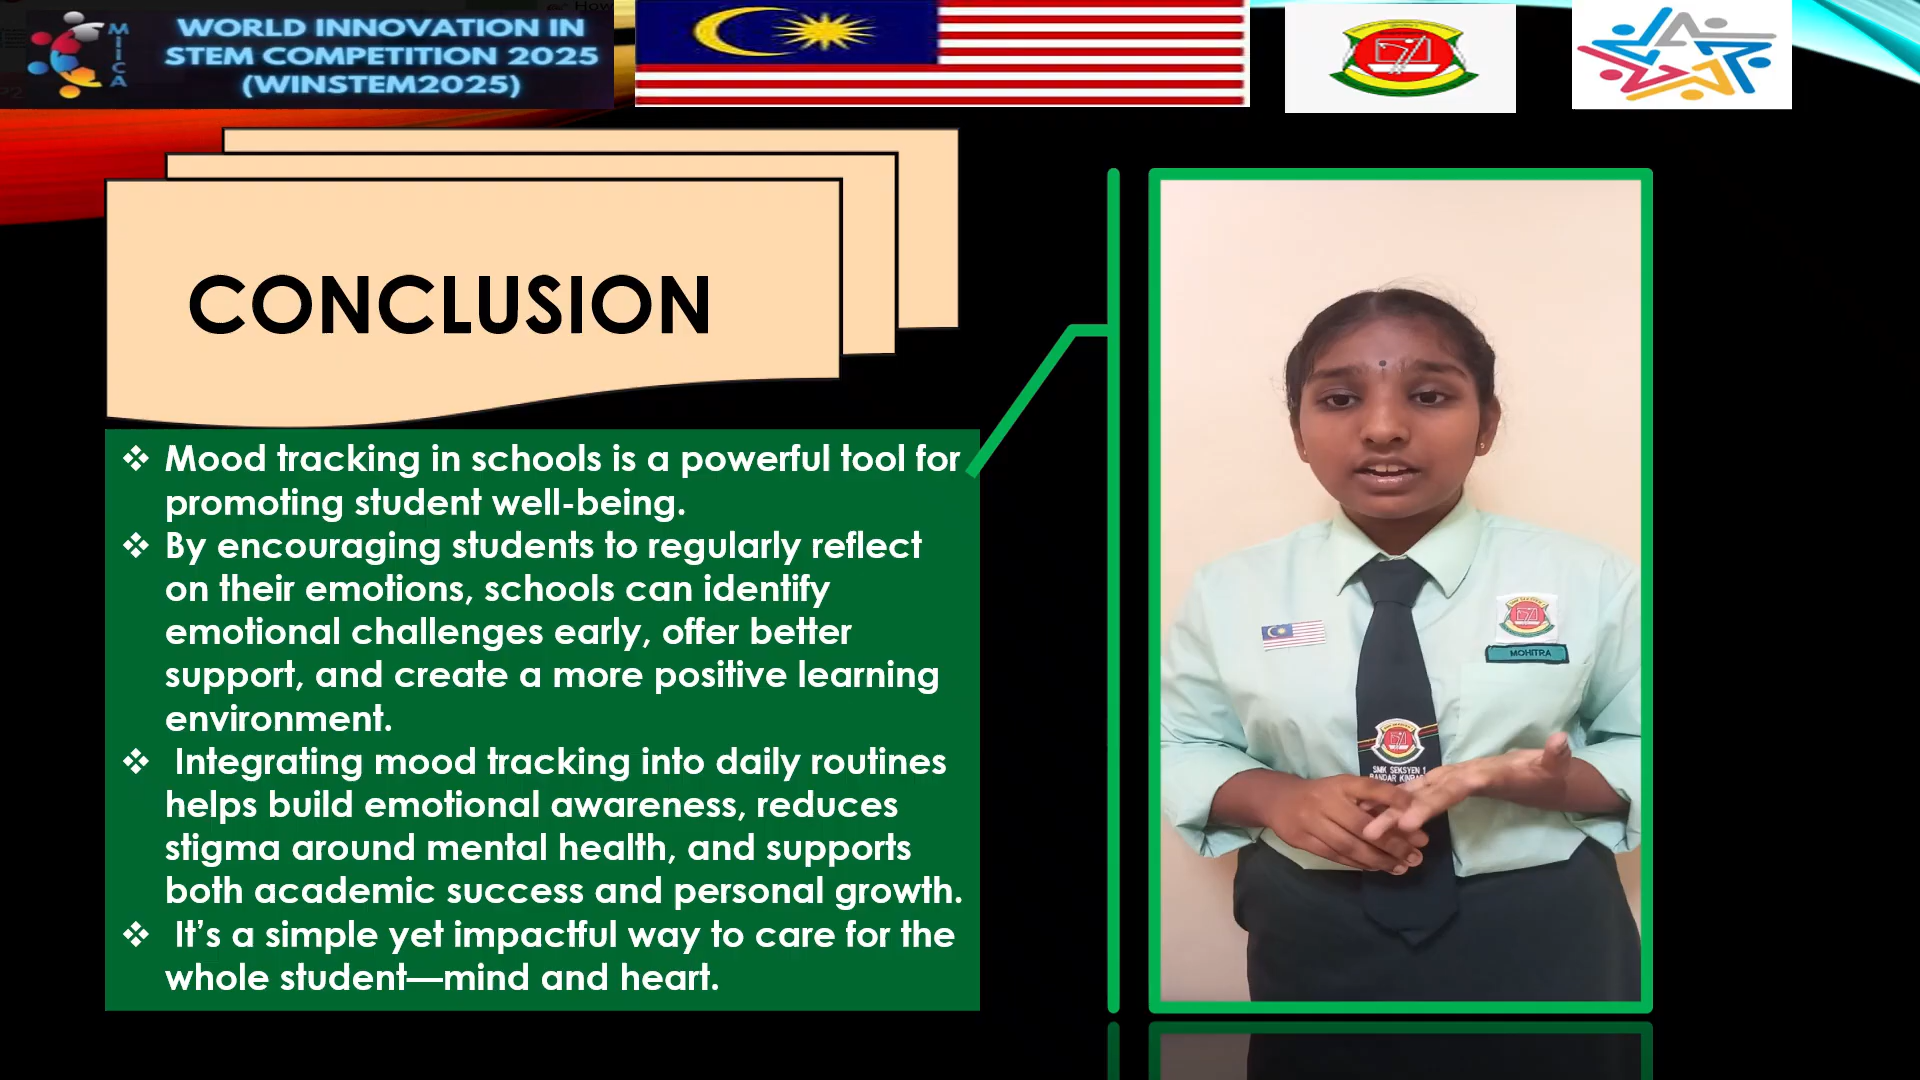 WORLD INNOVATION IN
STEM COMPETITION 2025
(WINSTEM2025)
MIICA
CONCLUSION
❖ Mood tracking in schools is a powerful tool for
promoting student well-being.
❖ By encouraging students to regularly reflect
on their emotions, schools can identify
emotional challenges early, offer better
support, and create a more positive learning
environment.
❖ Integrating mood tracking into daily routines
helps build emotional awareness, reduces
stigma around mental health, and supports
both academic success and personal growth.
❖ It’s a simple yet impactful way to care for the
whole student—mind and heart.
MOHITRA
SMK SEKSYEN 1